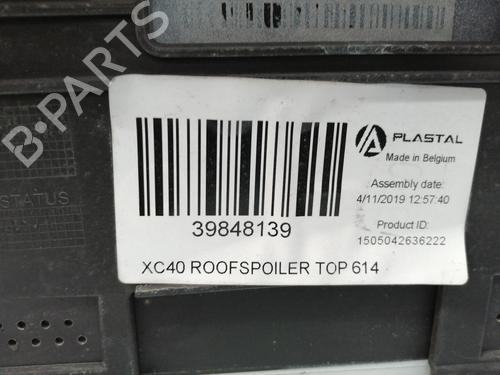 PLASTAL
Made in Belgium
Assembly date:
4/11/2019 12:57:40
Product ID:
1505042636222
39848139
XC40 ROOFSPOILER TOP 614
STATUS
B-PARTS